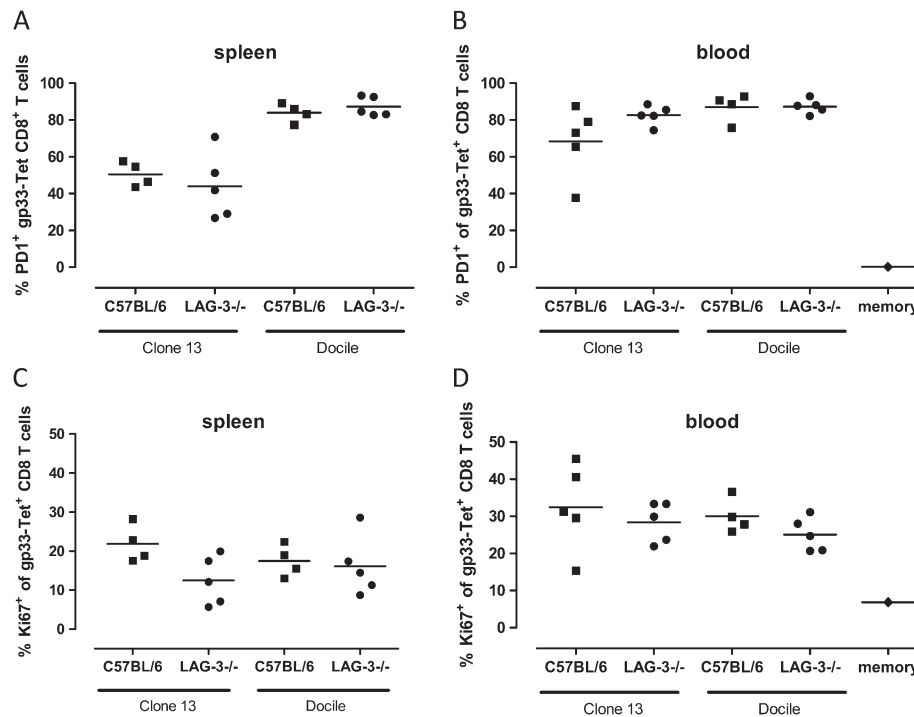 A
spleen
% PD1⁺ gp33-Tet CD8⁺ T cells
100
80
60
40
20
0
C57BL/6 LAG-3-/- C57BL/6 LAG-3-/-
Clone 13 Docile
B
blood
% PD1⁺ of gp33-Tet⁺ CD8 T cells
100
80
60
40
20
0
C57BL/6 LAG-3-/- C57BL/6 LAG-3-/- memory
Clone 13 Docile
C
spleen
% Ki67⁺ of gp33-Tet⁺ CD8 T cells
50
40
30
20
10
0
C57BL/6 LAG-3-/- C57BL/6 LAG-3-/-
Clone 13 Docile
D
blood
% Ki67⁺ of gp33-Tet⁺ CD8 T cells
50
40
30
20
10
0
C57BL/6 LAG-3-/- C57BL/6 LAG-3-/- memory
Clone 13 Docile